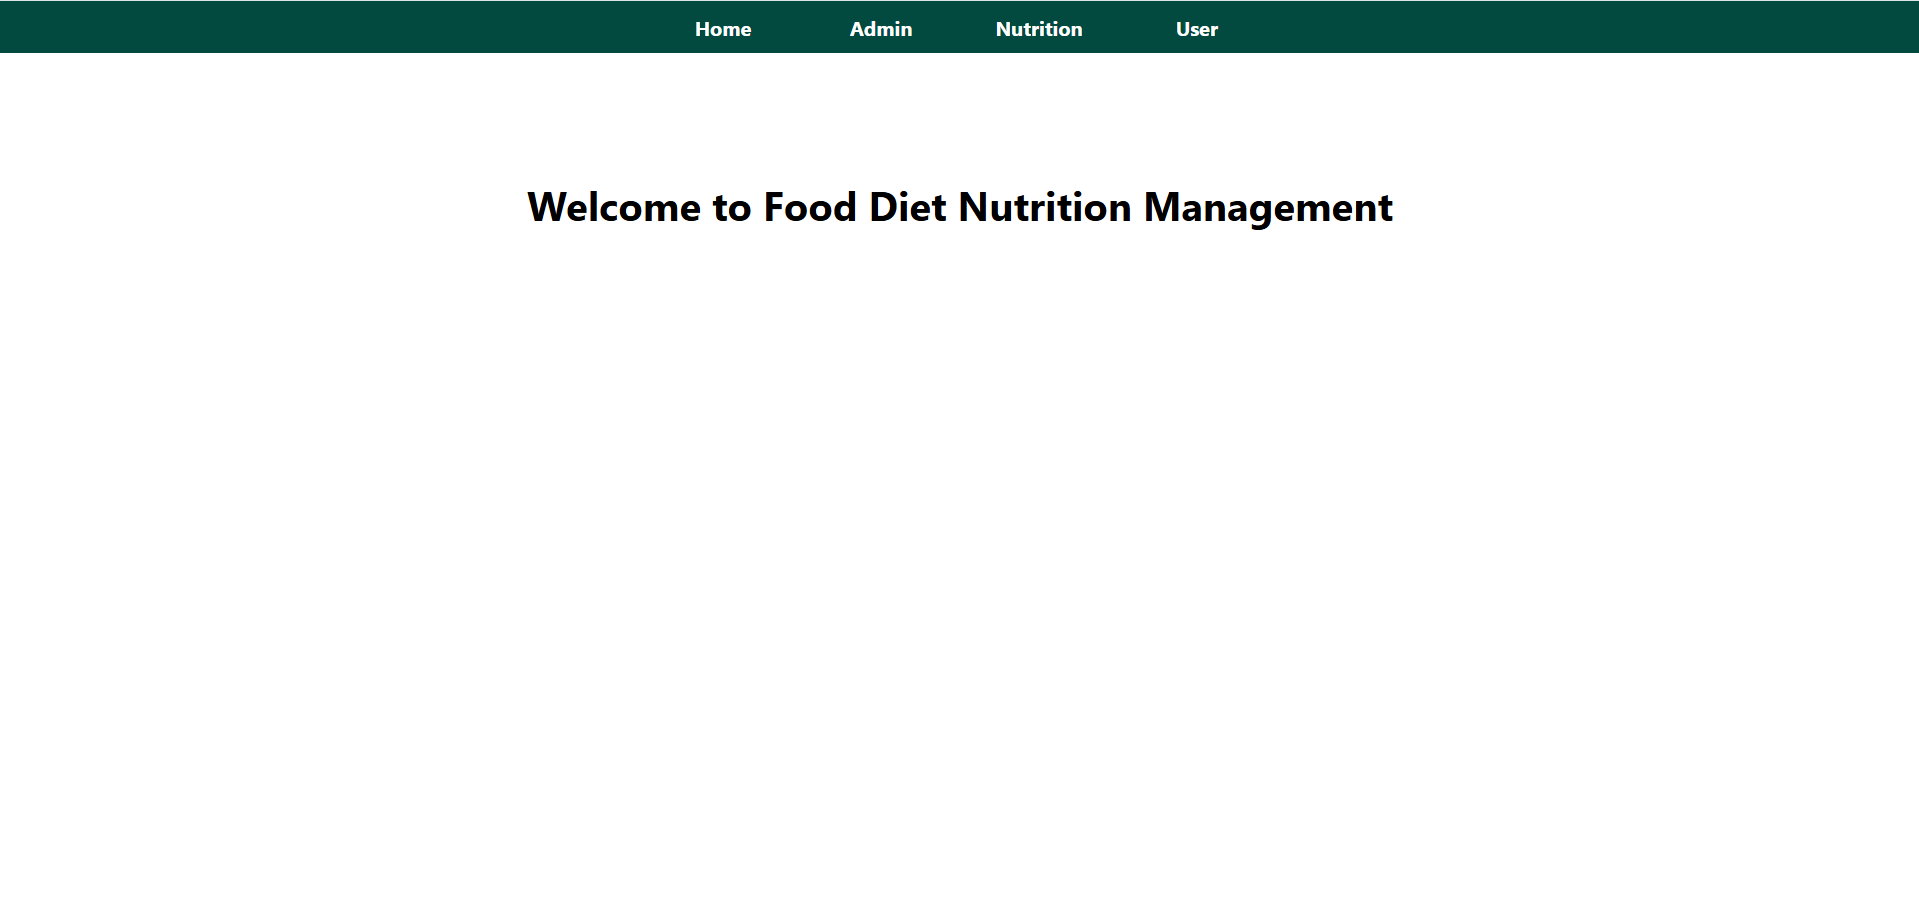 Home Admin Nutrition User
Welcome to Food Diet Nutrition Management